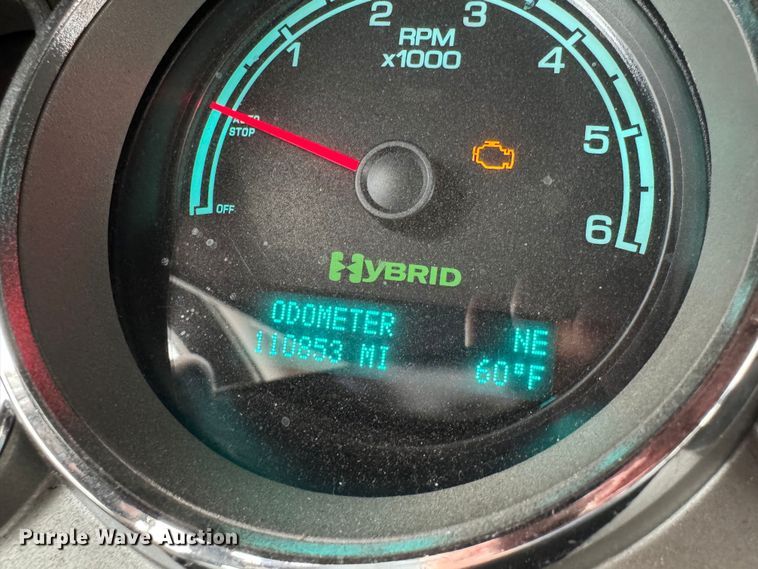 1
2
3
4
5
6
RPM
x1000
AUTO
STOP
OFF
HYBRID
ODOMETER
110853 MI
NE
60°F
Purple Wave Auction